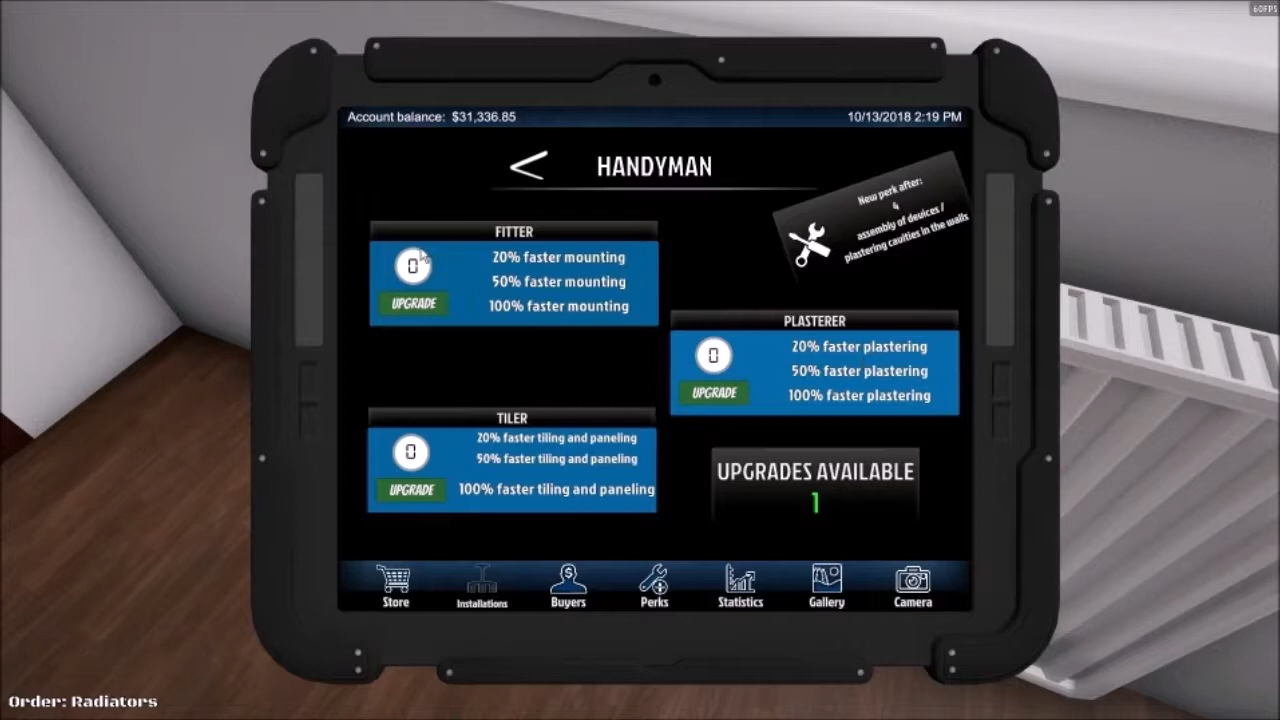 60FPS
Account balance: $31,336.85
10/13/2018 2:19 PM
HANDYMAN
New perk after:
4
assembly of devices /
plastering cavities in the walls
FITTER
0
UPGRADE
20% faster mounting
50% faster mounting
100% faster mounting
PLASTERER
0
UPGRADE
20% faster plastering
50% faster plastering
100% faster plastering
TILER
0
UPGRADE
20% faster tiling and paneling
50% faster tiling and paneling
100% faster tiling and paneling
UPGRADES AVAILABLE
1
Store
Installations
Buyers
Perks
Statistics
Gallery
Camera
Order: Radiators